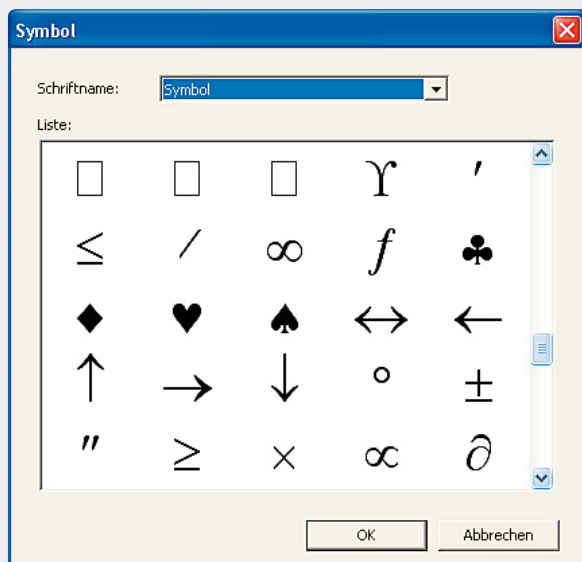 Symbol
Schriftname: Symbol
Liste:
□ □ □ ϒ ′
≤ ⁄ ∞ ƒ ♣
♦ ♥ ♠ ↔ ←
↑ → ↓ ° ±
″ ≥ × ∝ ∂
OK Abbrechen